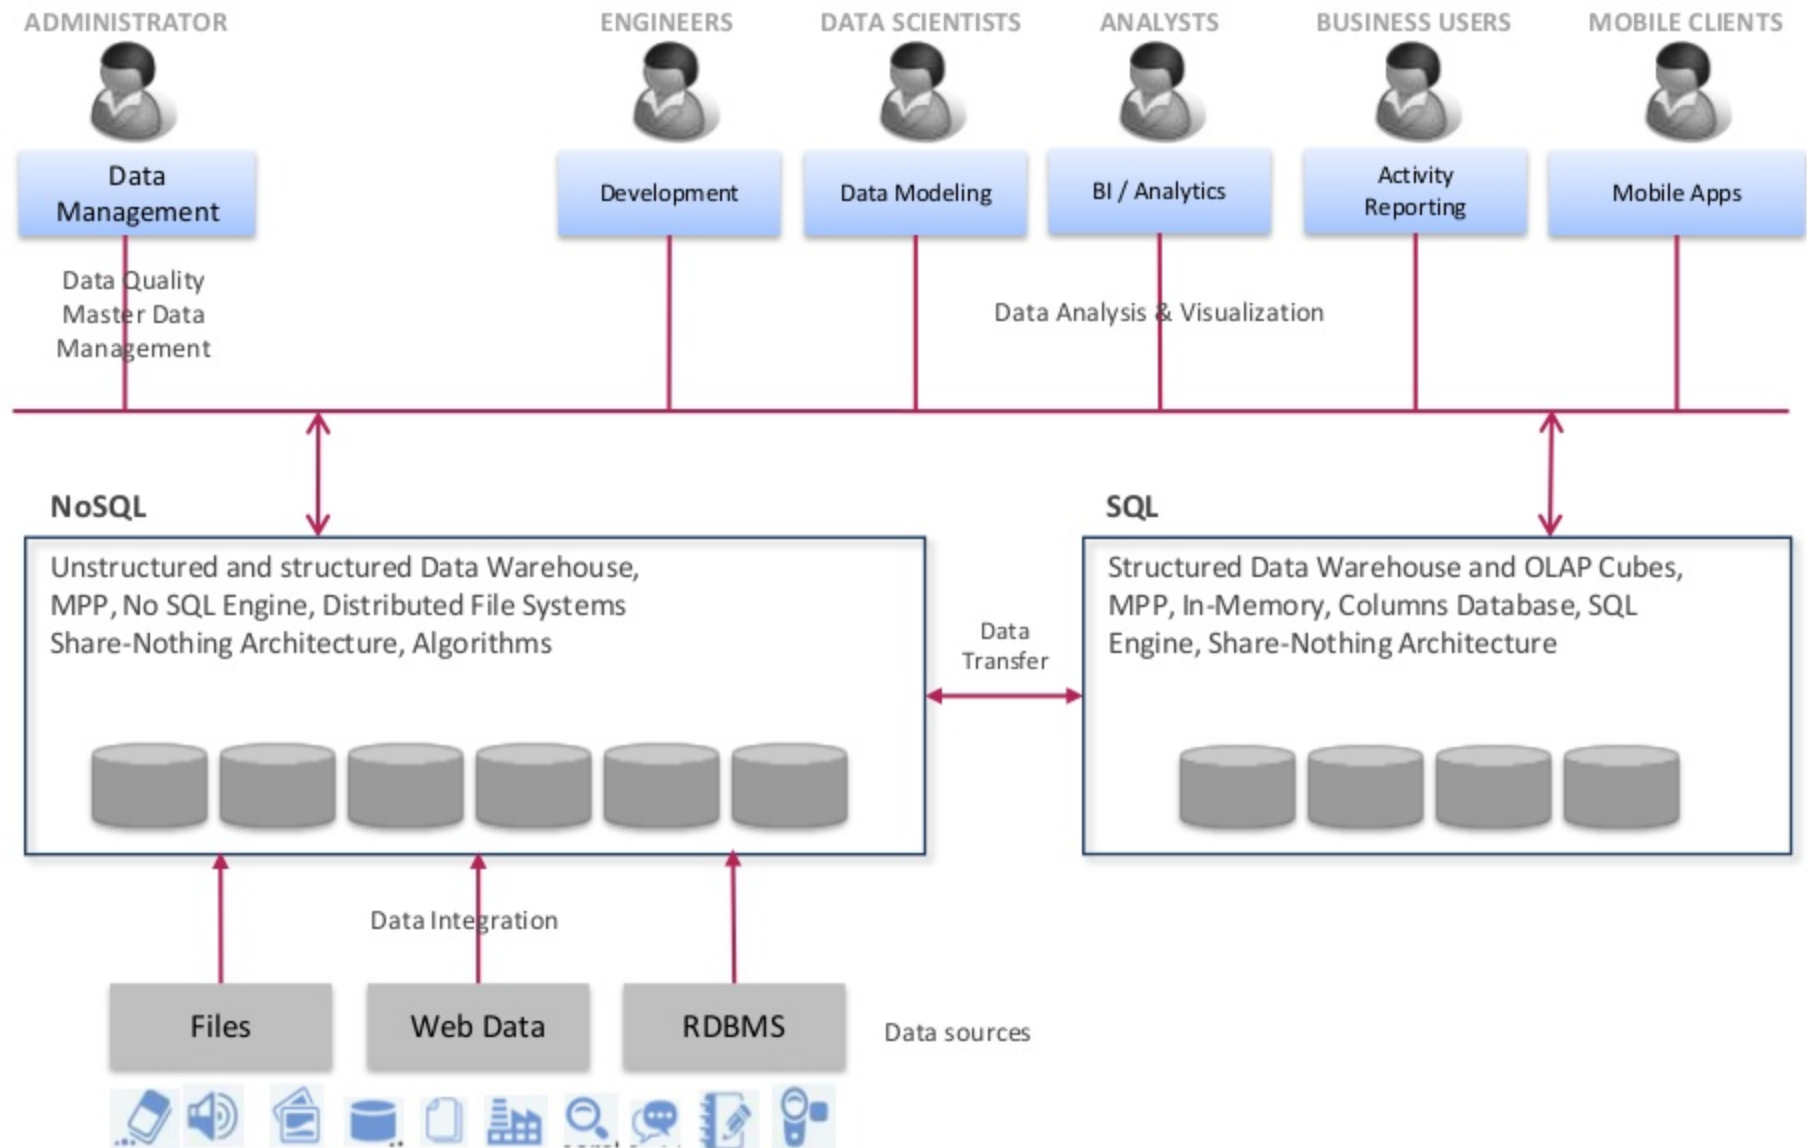 ADMINISTRATOR
ENGINEERS
DATA SCIENTISTS
ANALYSTS
BUSINESS USERS
MOBILE CLIENTS
Data
Management
Development
Data Modeling
BI / Analytics
Activity
Reporting
Mobile Apps
Data Quality
Master Data
Management
Data Analysis & Visualization
NoSQL
Unstructured and structured Data Warehouse,
MPP, No SQL Engine, Distributed File Systems
Share-Nothing Architecture, Algorithms
Data
Transfer
SQL
Structured Data Warehouse and OLAP Cubes,
MPP, In-Memory, Columns Database, SQL
Engine, Share-Nothing Architecture
Data Integration
Files
Web Data
RDBMS
Data sources